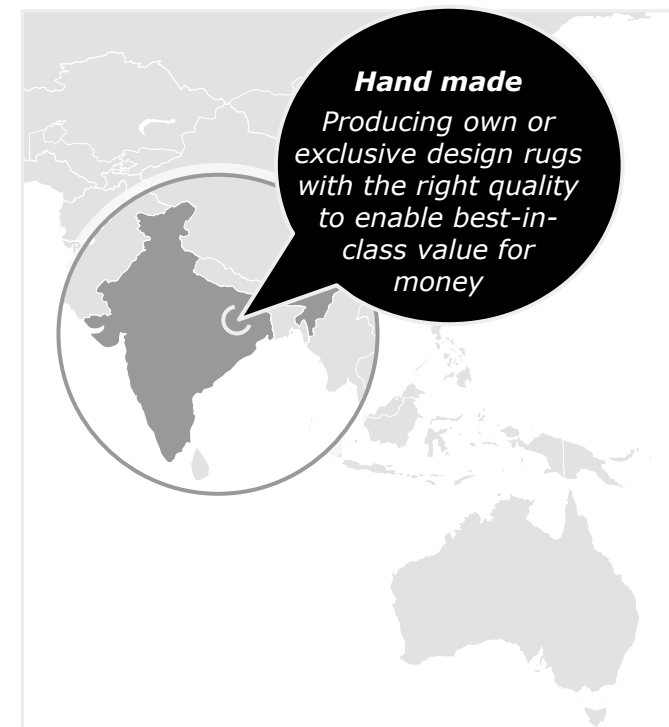 Hand made
Producing own or
exclusive design rugs
with the right quality
to enable best-in-
class value for
money